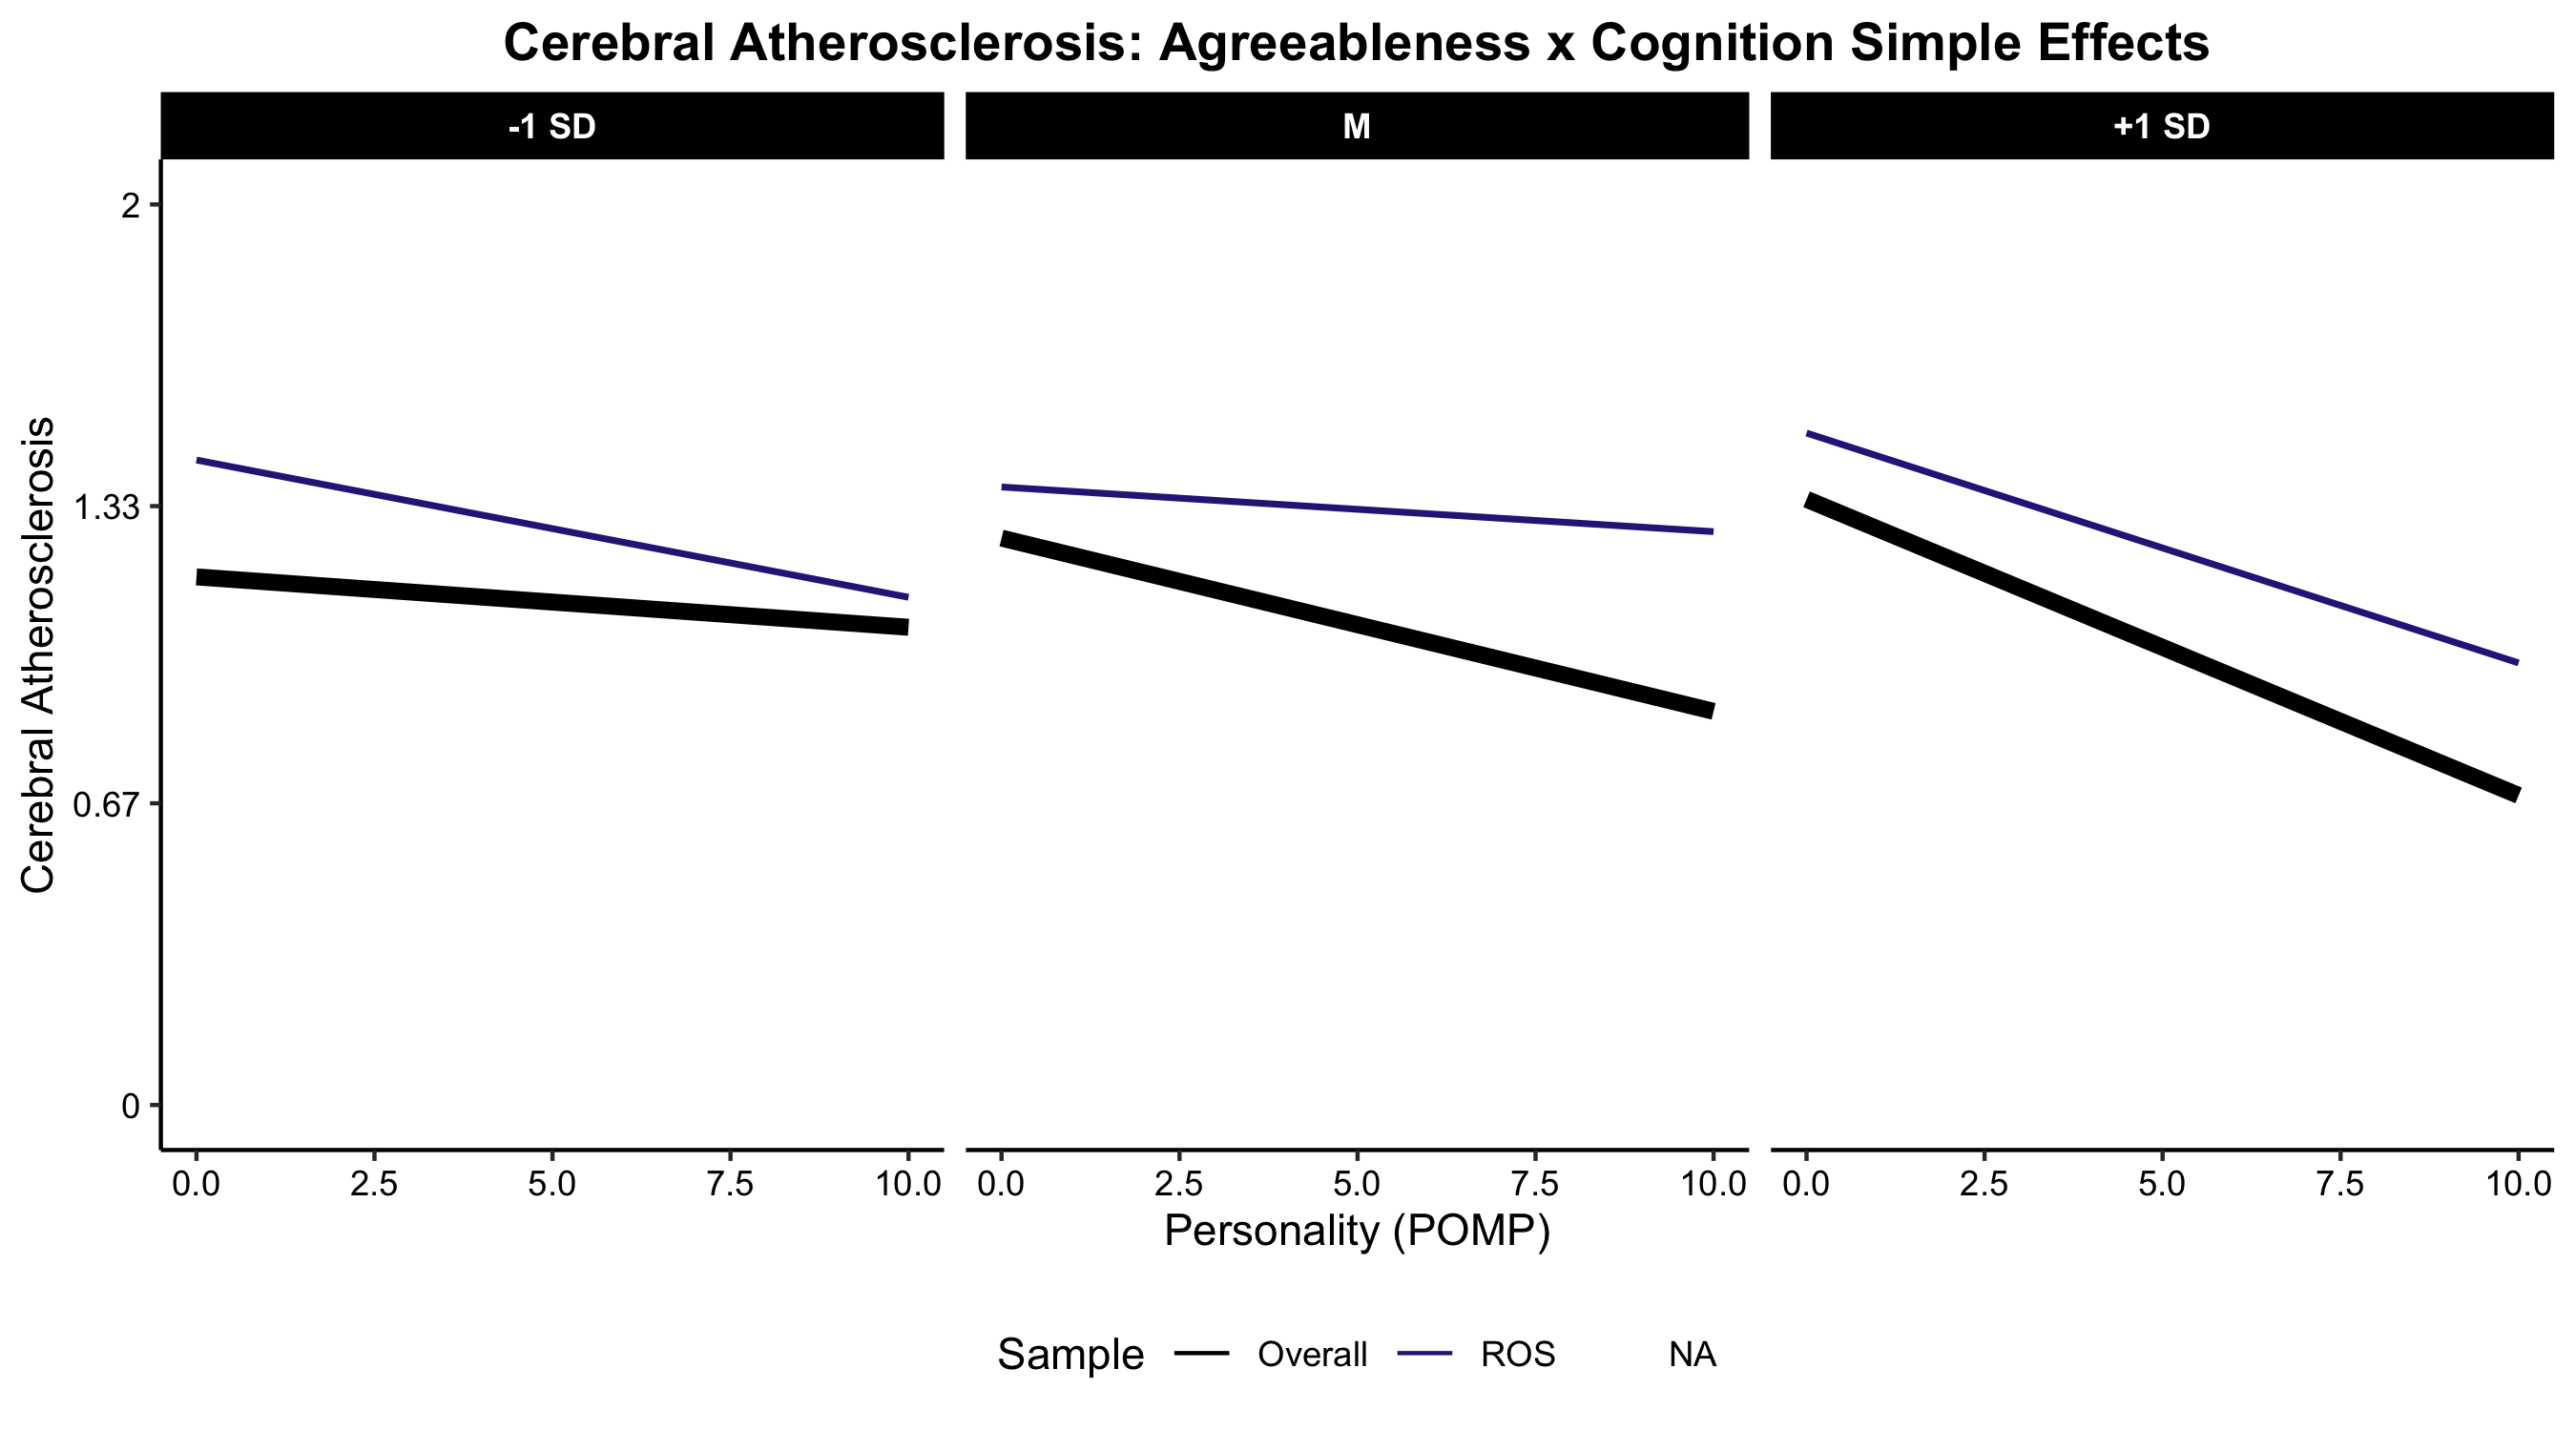 Cerebral Atherosclerosis: Agreeableness x Cognition Simple Effects
-1 SD
M
+1 SD
Cerebral Atherosclerosis
2
1.33
0.67
0
0.0 2.5 5.0 7.5 10.0
0.0 2.5 5.0 7.5 10.0
0.0 2.5 5.0 7.5 10.0
Personality (POMP)
Sample Overall ROS NA